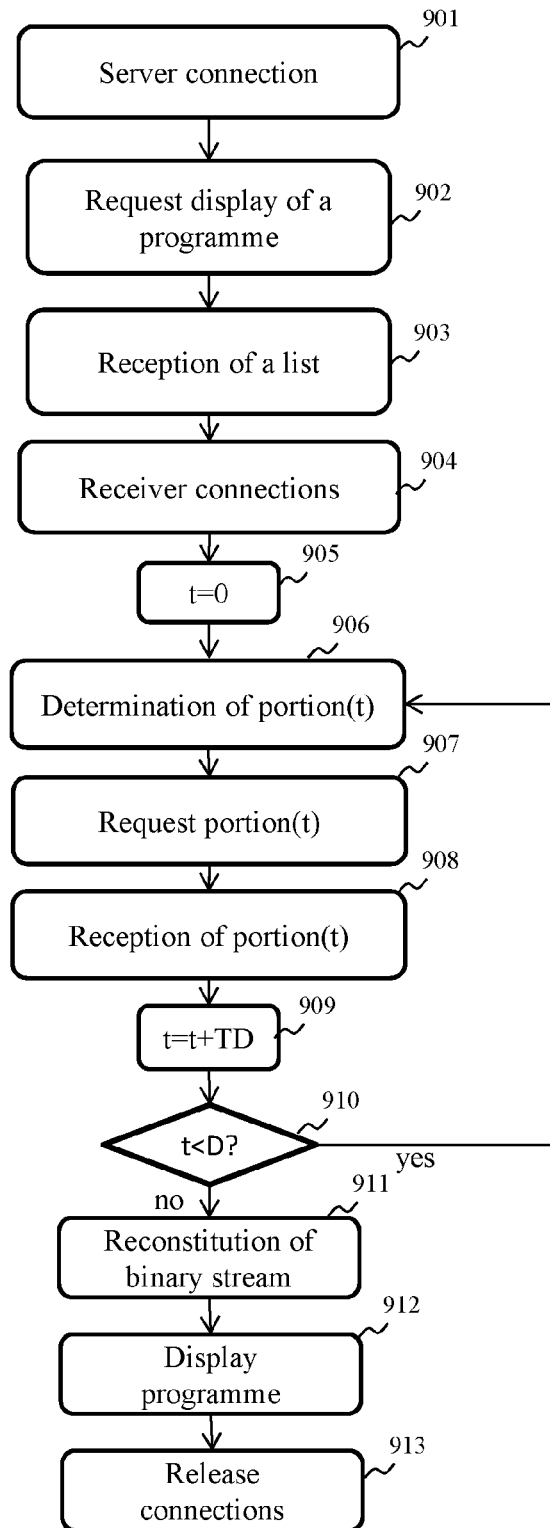 901
Server connection
902
Request display of a
programme
903
Reception of a list
904
Receiver connections
905
t=0
906
Determination of portion(t)
907
Request portion(t)
908
Reception of portion(t)
909
t=t+TD
910
t<D?
yes
no
911
Reconstitution of
binary stream
912
Display
programme
913
Release
connections